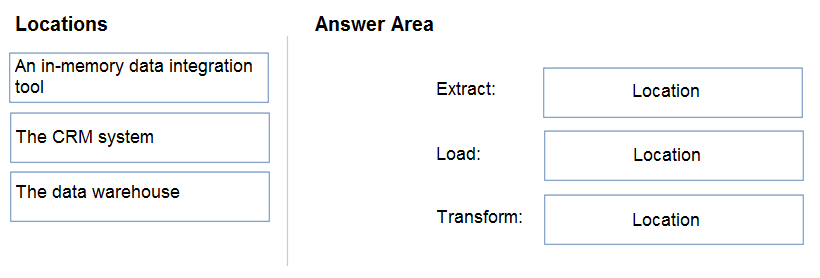 Locations
An in-memory data integration
tool
The CRM system
The data warehouse
Answer Area
Extract:
Location
Load:
Location
Transform:
Location